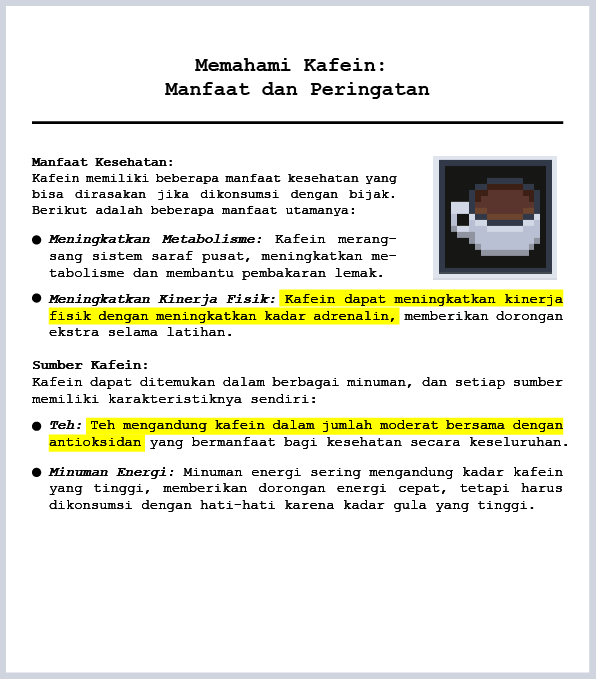 Memahami Kafein:
Manfaat dan Peringatan
Manfaat Kesehatan:
Kafein memiliki beberapa manfaat kesehatan yang
bisa dirasakan jika dikonsumsi dengan bijak.
Berikut adalah beberapa manfaat utamanya:
● Meningkatkan Metabolisme: Kafein merang-
sang sistem saraf pusat, meningkatkan me-
tabolisme dan membantu pembakaran lemak.
● Meningkatkan Kinerja Fisik: Kafein dapat meningkatkan kinerja
fisik dengan meningkatkan kadar adrenalin, memberikan dorongan
ekstra selama latihan.
Sumber Kafein:
Kafein dapat ditemukan dalam berbagai minuman, dan setiap sumber
memiliki karakteristiknya sendiri:
● Teh: Teh mengandung kafein dalam jumlah moderat bersama dengan
antioksidan yang bermanfaat bagi kesehatan secara keseluruhan.
● Minuman Energi: Minuman energi sering mengandung kadar kafein
yang tinggi, memberikan dorongan energi cepat, tetapi harus
dikonsumsi dengan hati-hati karena kadar gula yang tinggi.